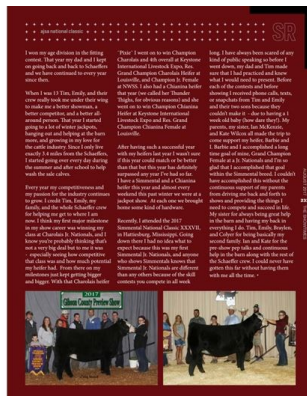 ajsa national classic
SR
I won my age division in the fitting
contest. That year my dad and I kept
on going back and back to Schaeffers
and we have continued to every year
since then.
When I was 13 Tim, Emily, and their
crew really took me under their wing
to make me a better showman, a
better competitor, and a better all-
around person. That year I started
going to a lot of winter jackpots,
hanging out and helping at the barn
more, and growing in my love for
the cattle industry. Since I only live
exactly 3.4 miles from the Schaeffers,
I started going over every day during
the summer and after school to help
wash the sale calves.
Every year my competitiveness and
my passion for the industry continues
to grow. I credit Tim, Emily, my
family, and the whole Schaeffer crew
for helping me get to where I am
now. I think my first major milestone
in my show career was winning my
class at Charolais Jr. Nationals, and I
know you're probably thinking that's
not a very big deal but to me it was
- especially seeing how competitive
that class was and how much potential
my heifer had. From there on my
milestones just kept getting bigger
and bigger. With that Charolais heifer
"Pixie" I went on to win Champion
Charolais and 4th overall at Keystone
International Livestock Expo, Res.
Grand Champion Charolais Heifer at
Louisville, and Champion Jr. Female
at NWSS. I also had a Chianina heifer
that year (we called her Thunder
Thighs, for obvious reasons) and she
went on to win Champion Chianina
Heifer at Keystone International
Livestock Expo and Res. Grand
Champion Chianina Female at
Louisville.
After having such a successful year
with my heifers last year I wasn't sure
if this year could match or be better
than that but this year has definitely
surpassed any year I've had so far.
I have a Simmental and a Chianina
heifer this year and almost every
weekend this past winter we were at a
jackpot show. At each one we brought
home some kind of hardware.
Recently, I attended the 2017
Simmental National Classic XXXVII,
in Hattiesburg, Mississippi. Going
down there I had no idea what to
expect because this was my first
Simmental Jr. Nationals, and anyone
who shows Simmentals knows that
Simmental Jr. Nationals are different
than any others because of the skill
contests you compete in all week
long. I have always been scared of any
kind of public speaking so before I
went down, my dad and Tim made
sure that I had practiced and knew
what I would need to present. Before
each of the contests and before
showing I received phone calls, texts,
or snapchats from Tim and Emily
and their two sons because they
couldn't make it - due to having a 1
week old baby (how dare they!). My
parents, my sister, Ian McKenzie,
and Kate Wilcox all made the trip to
come support my heifer, Barbie and
I. Barbie and I accomplished a long
time goal of mine, Grand Champion
Female at a Jr. Nationals and I'm so
glad that I accomplished that goal
within the Simmental breed. I couldn't
have accomplished this without the
continuous support of my parents
from driving me back and forth to
shows and providing the things I
need to compete and succeed in life.
My sister for always being great help
in the barn and having my back in
everything I do. Tim, Emily, Braylen,
and Colyer for being basically my
second family. Ian and Kate for the
pre show pep talks and continuous
help in the barn along with the rest of
the Schaeffer crew. I could never have
gotten this far without having them
with me all the time.
2017
Gibson County Preview Show